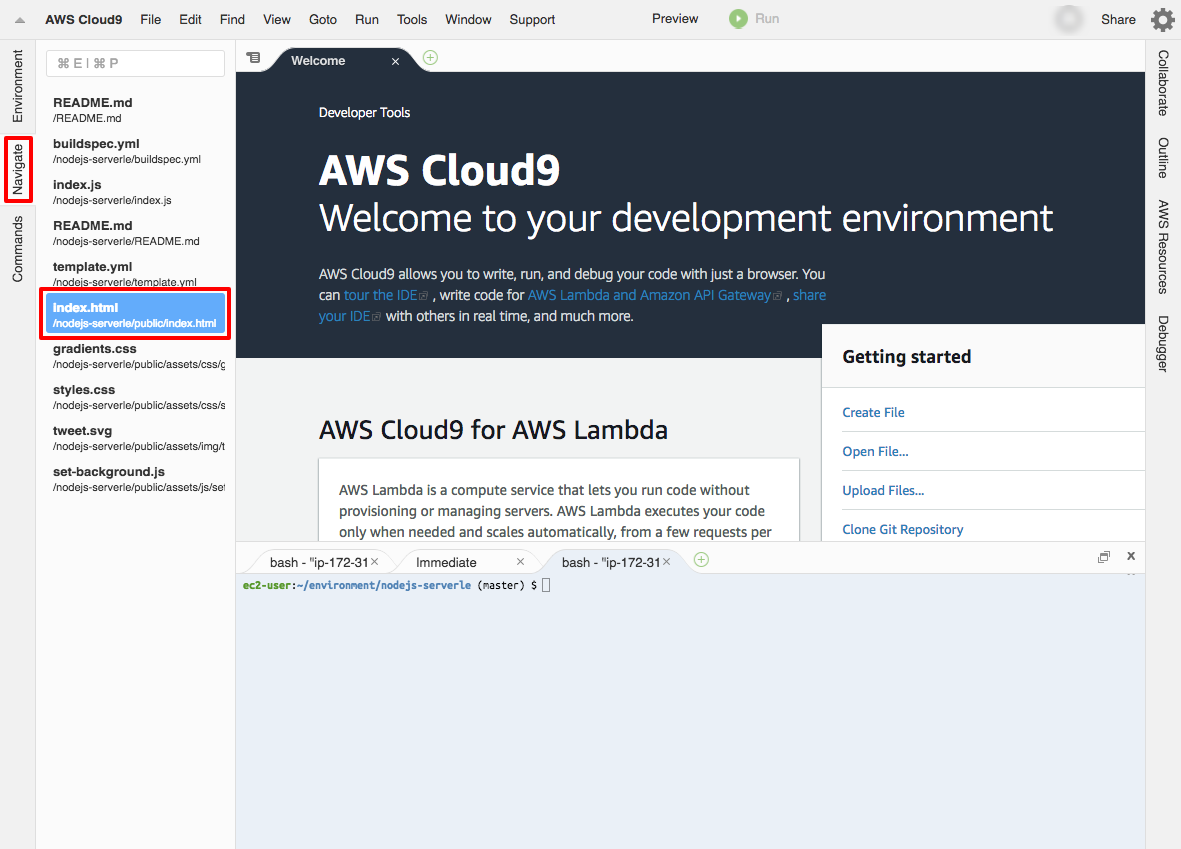 AWS Cloud9 File Edit Find View Goto Run Tools Window Support Preview Run Share
Environment
Navigate
Commands
⌘ E | ⌘ P
README.md
/README.md
buildspec.yml
/nodejs-serverle/buildspec.yml
index.js
/nodejs-serverle/index.js
README.md
/nodejs-serverle/README.md
template.yml
/nodejs-serverle/template.yml
index.html
/nodejs-serverle/public/index.html
gradients.css
/nodejs-serverle/public/assets/css/g
styles.css
/nodejs-serverle/public/assets/css/s
tweet.svg
/nodejs-serverle/public/assets/img/t
set-background.js
/nodejs-serverle/public/assets/js/set
Welcome
Developer Tools
AWS Cloud9
Welcome to your development environment
AWS Cloud9 allows you to write, run, and debug your code with just a browser. You
can tour the IDE , write code for AWS Lambda and Amazon API Gateway , share
your IDE with others in real time, and much more.
Getting started
Create File
Open File...
Upload Files...
Clone Git Repository
AWS Cloud9 for AWS Lambda
AWS Lambda is a compute service that lets you run code without
provisioning or managing servers. AWS Lambda executes your code
only when needed and scales automatically, from a few requests per
bash - "ip-172-31 Immediate bash - "ip-172-31
ec2-user:~/environment/nodejs-serverle (master) $
Collaborate
Outline
AWS Resources
Debugger